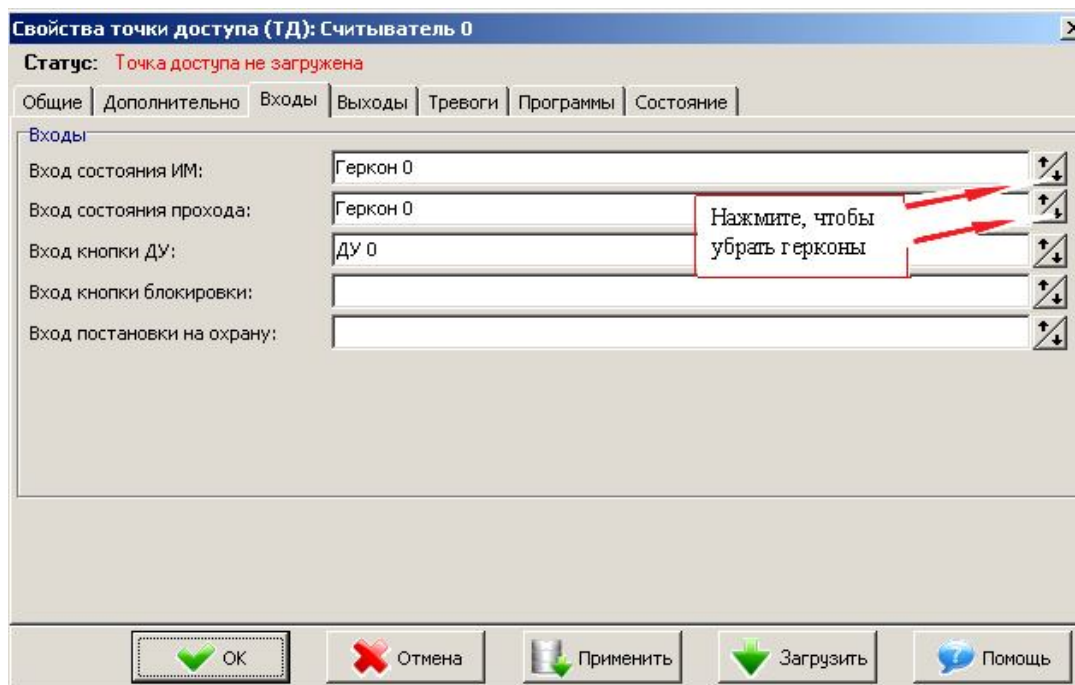 Свойства точки доступа (ТД): Считыватель 0
Статус: Точка доступа не загружена
Общие Дополнительно Входы Выходы Тревоги Программы Состояние
Входы
Вход состояния ИМ: Геркон 0
Вход состояния прохода: Геркон 0
Нажмите, чтобы
убрать герконы
Вход кнопки ДУ: ДУ 0
Вход кнопки блокировки:
Вход постановки на охрану:
ОК Отмена Применить Загрузить Помощь